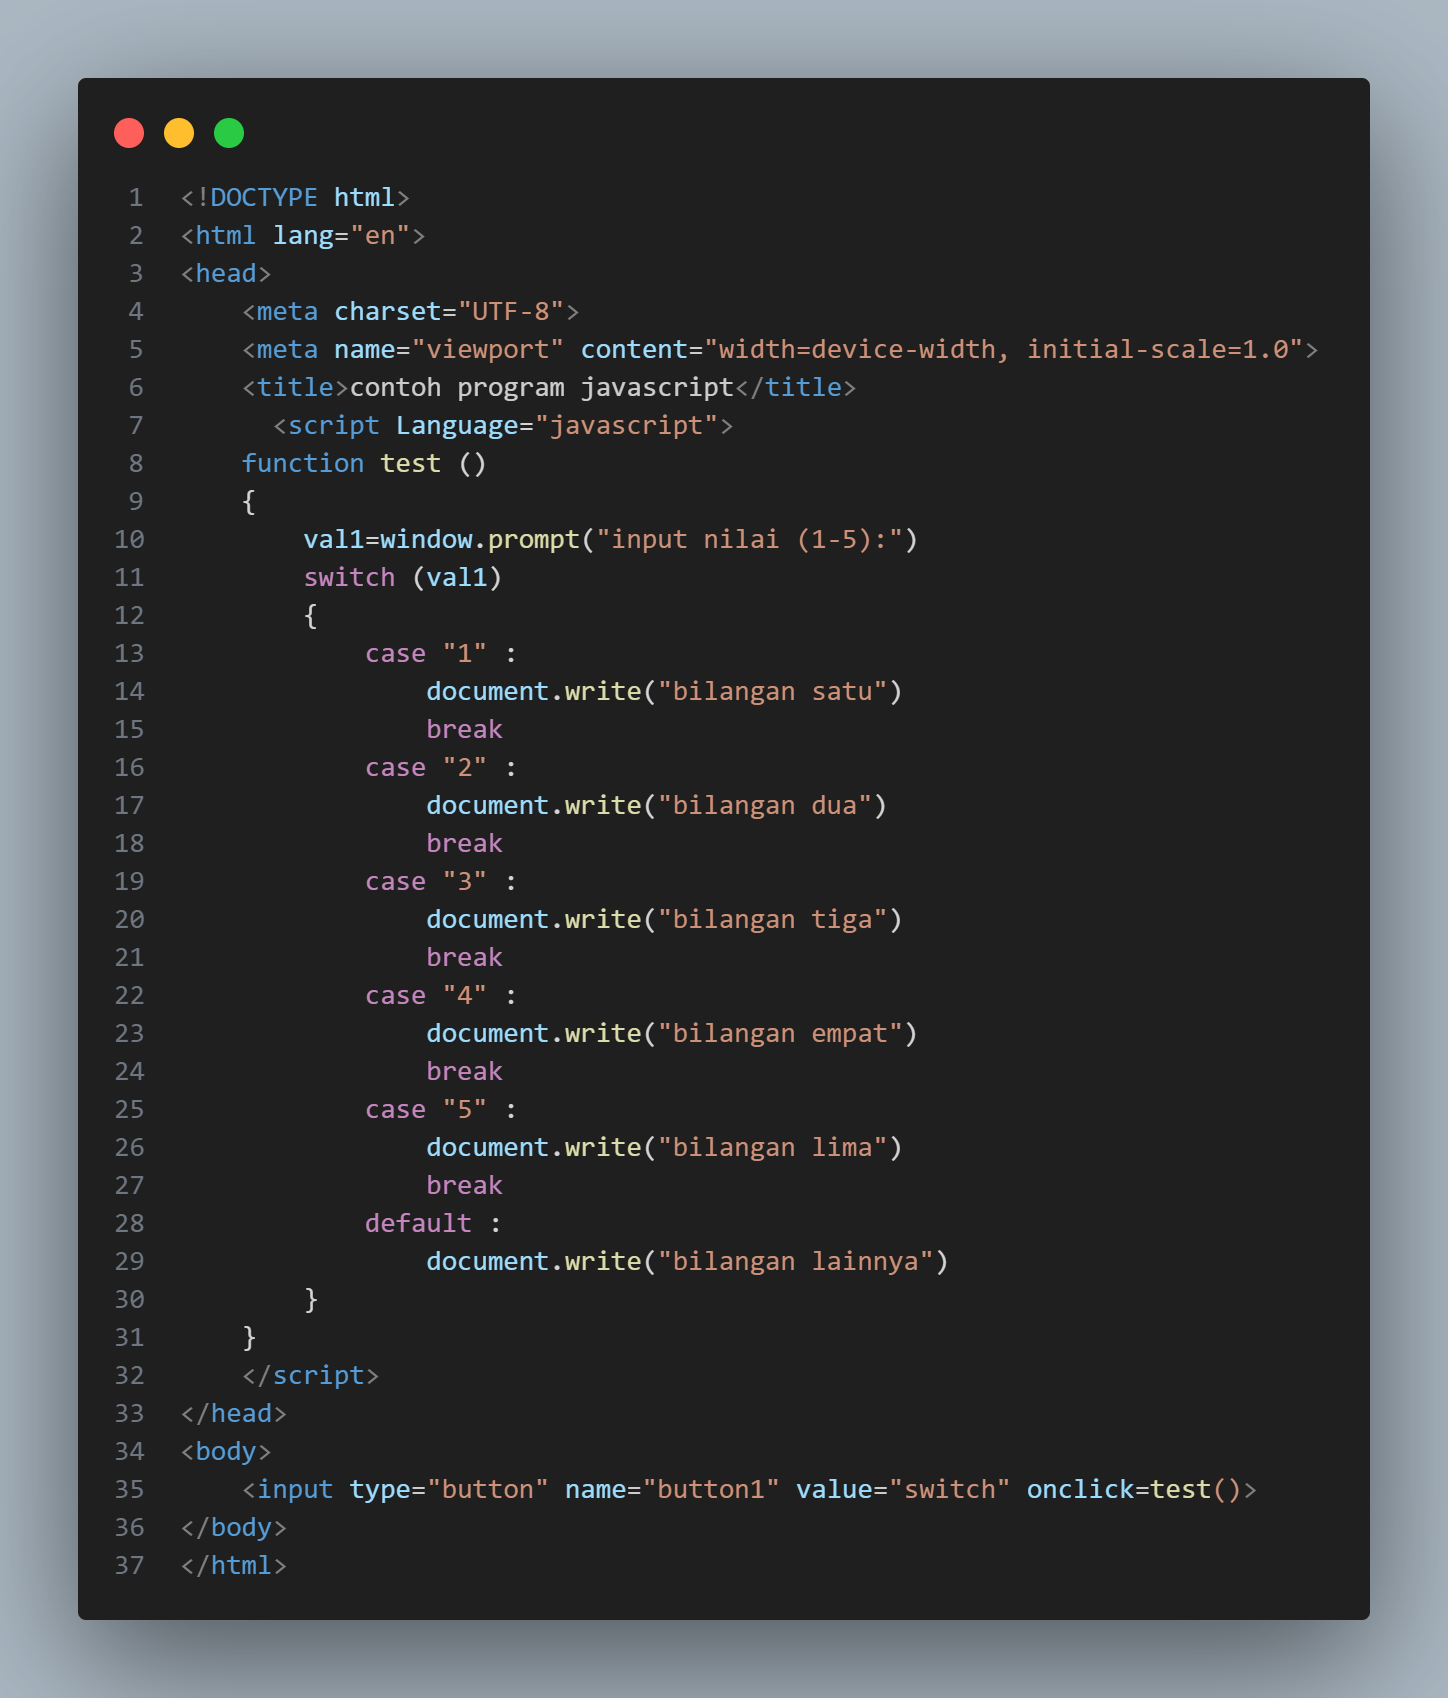 1 <!DOCTYPE html>
2 <html lang="en">
3 <head>
4     <meta charset="UTF-8">
5     <meta name="viewport" content="width=device-width, initial-scale=1.0">
6     <title>contoh program javascript</title>
7       <script Language="javascript">
8     function test ()
9     {
10         val1=window.prompt("input nilai (1-5):")
11         switch (val1)
12         {
13             case "1" :
14                 document.write("bilangan satu")
15                 break
16             case "2" :
17                 document.write("bilangan dua")
18                 break
19             case "3" :
20                 document.write("bilangan tiga")
21                 break
22             case "4" :
23                 document.write("bilangan empat")
24                 break
25             case "5" :
26                 document.write("bilangan lima")
27                 break
28             default :
29                 document.write("bilangan lainnya")
30         }
31     }
32     </script>
33 </head>
34 <body>
35     <input type="button" name="button1" value="switch" onclick=test()>
36 </body>
37 </html>